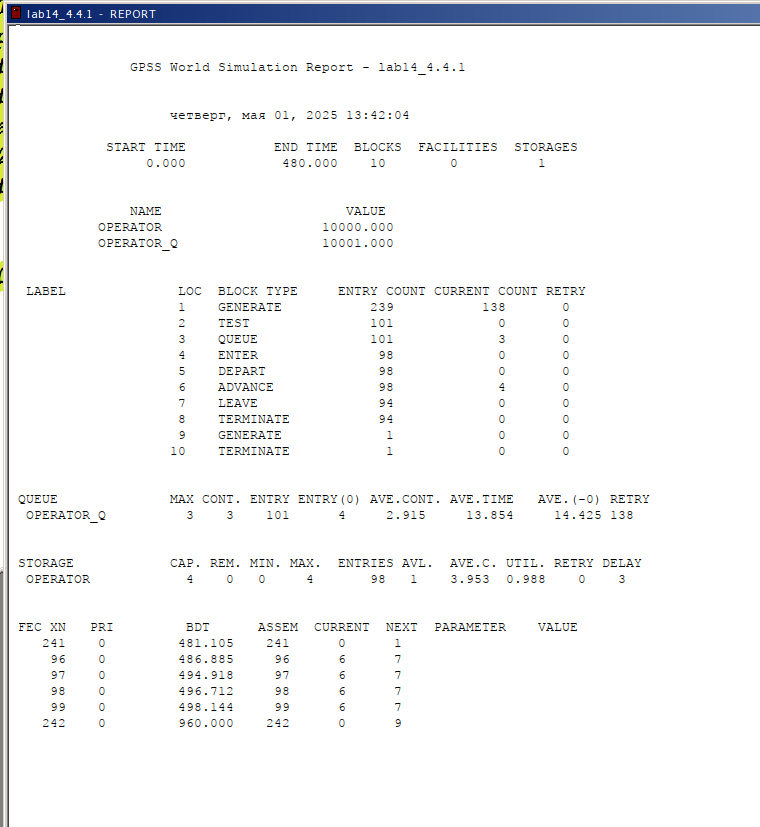 lab14_4.4.1 - REPORT
GPSS World Simulation Report - lab14_4.4.1
четверг, мая 01, 2025 13:42:04
START TIME END TIME BLOCKS FACILITIES STORAGES
0.000 480.000 10 0 1
NAME VALUE
OPERATOR 10000.000
OPERATOR_Q 10001.000
LABEL LOC BLOCK TYPE ENTRY COUNT CURRENT COUNT RETRY
1 GENERATE 239 138 0
2 TEST 101 0 0
3 QUEUE 101 3 0
4 ENTER 98 0 0
5 DEPART 98 0 0
6 ADVANCE 98 4 0
7 LEAVE 94 0 0
8 TERMINATE 94 0 0
9 GENERATE 1 0 0
10 TERMINATE 1 0 0
QUEUE MAX CONT. ENTRY ENTRY(0) AVE.CONT. AVE.TIME AVE.(-0) RETRY
OPERATOR_Q 3 3 101 4 2.915 13.854 14.425 138
STORAGE CAP. REM. MIN. MAX. ENTRIES AVL. AVE.C. UTIL. RETRY DELAY
OPERATOR 4 0 0 4 98 1 3.953 0.988 0 3
FEC XN PRI BDT ASSEM CURRENT NEXT PARAMETER VALUE
241 0 481.105 241 0 1
96 0 486.885 96 6 7
97 0 494.918 97 6 7
98 0 496.712 98 6 7
99 0 498.144 99 6 7
242 0 960.000 242 0 9